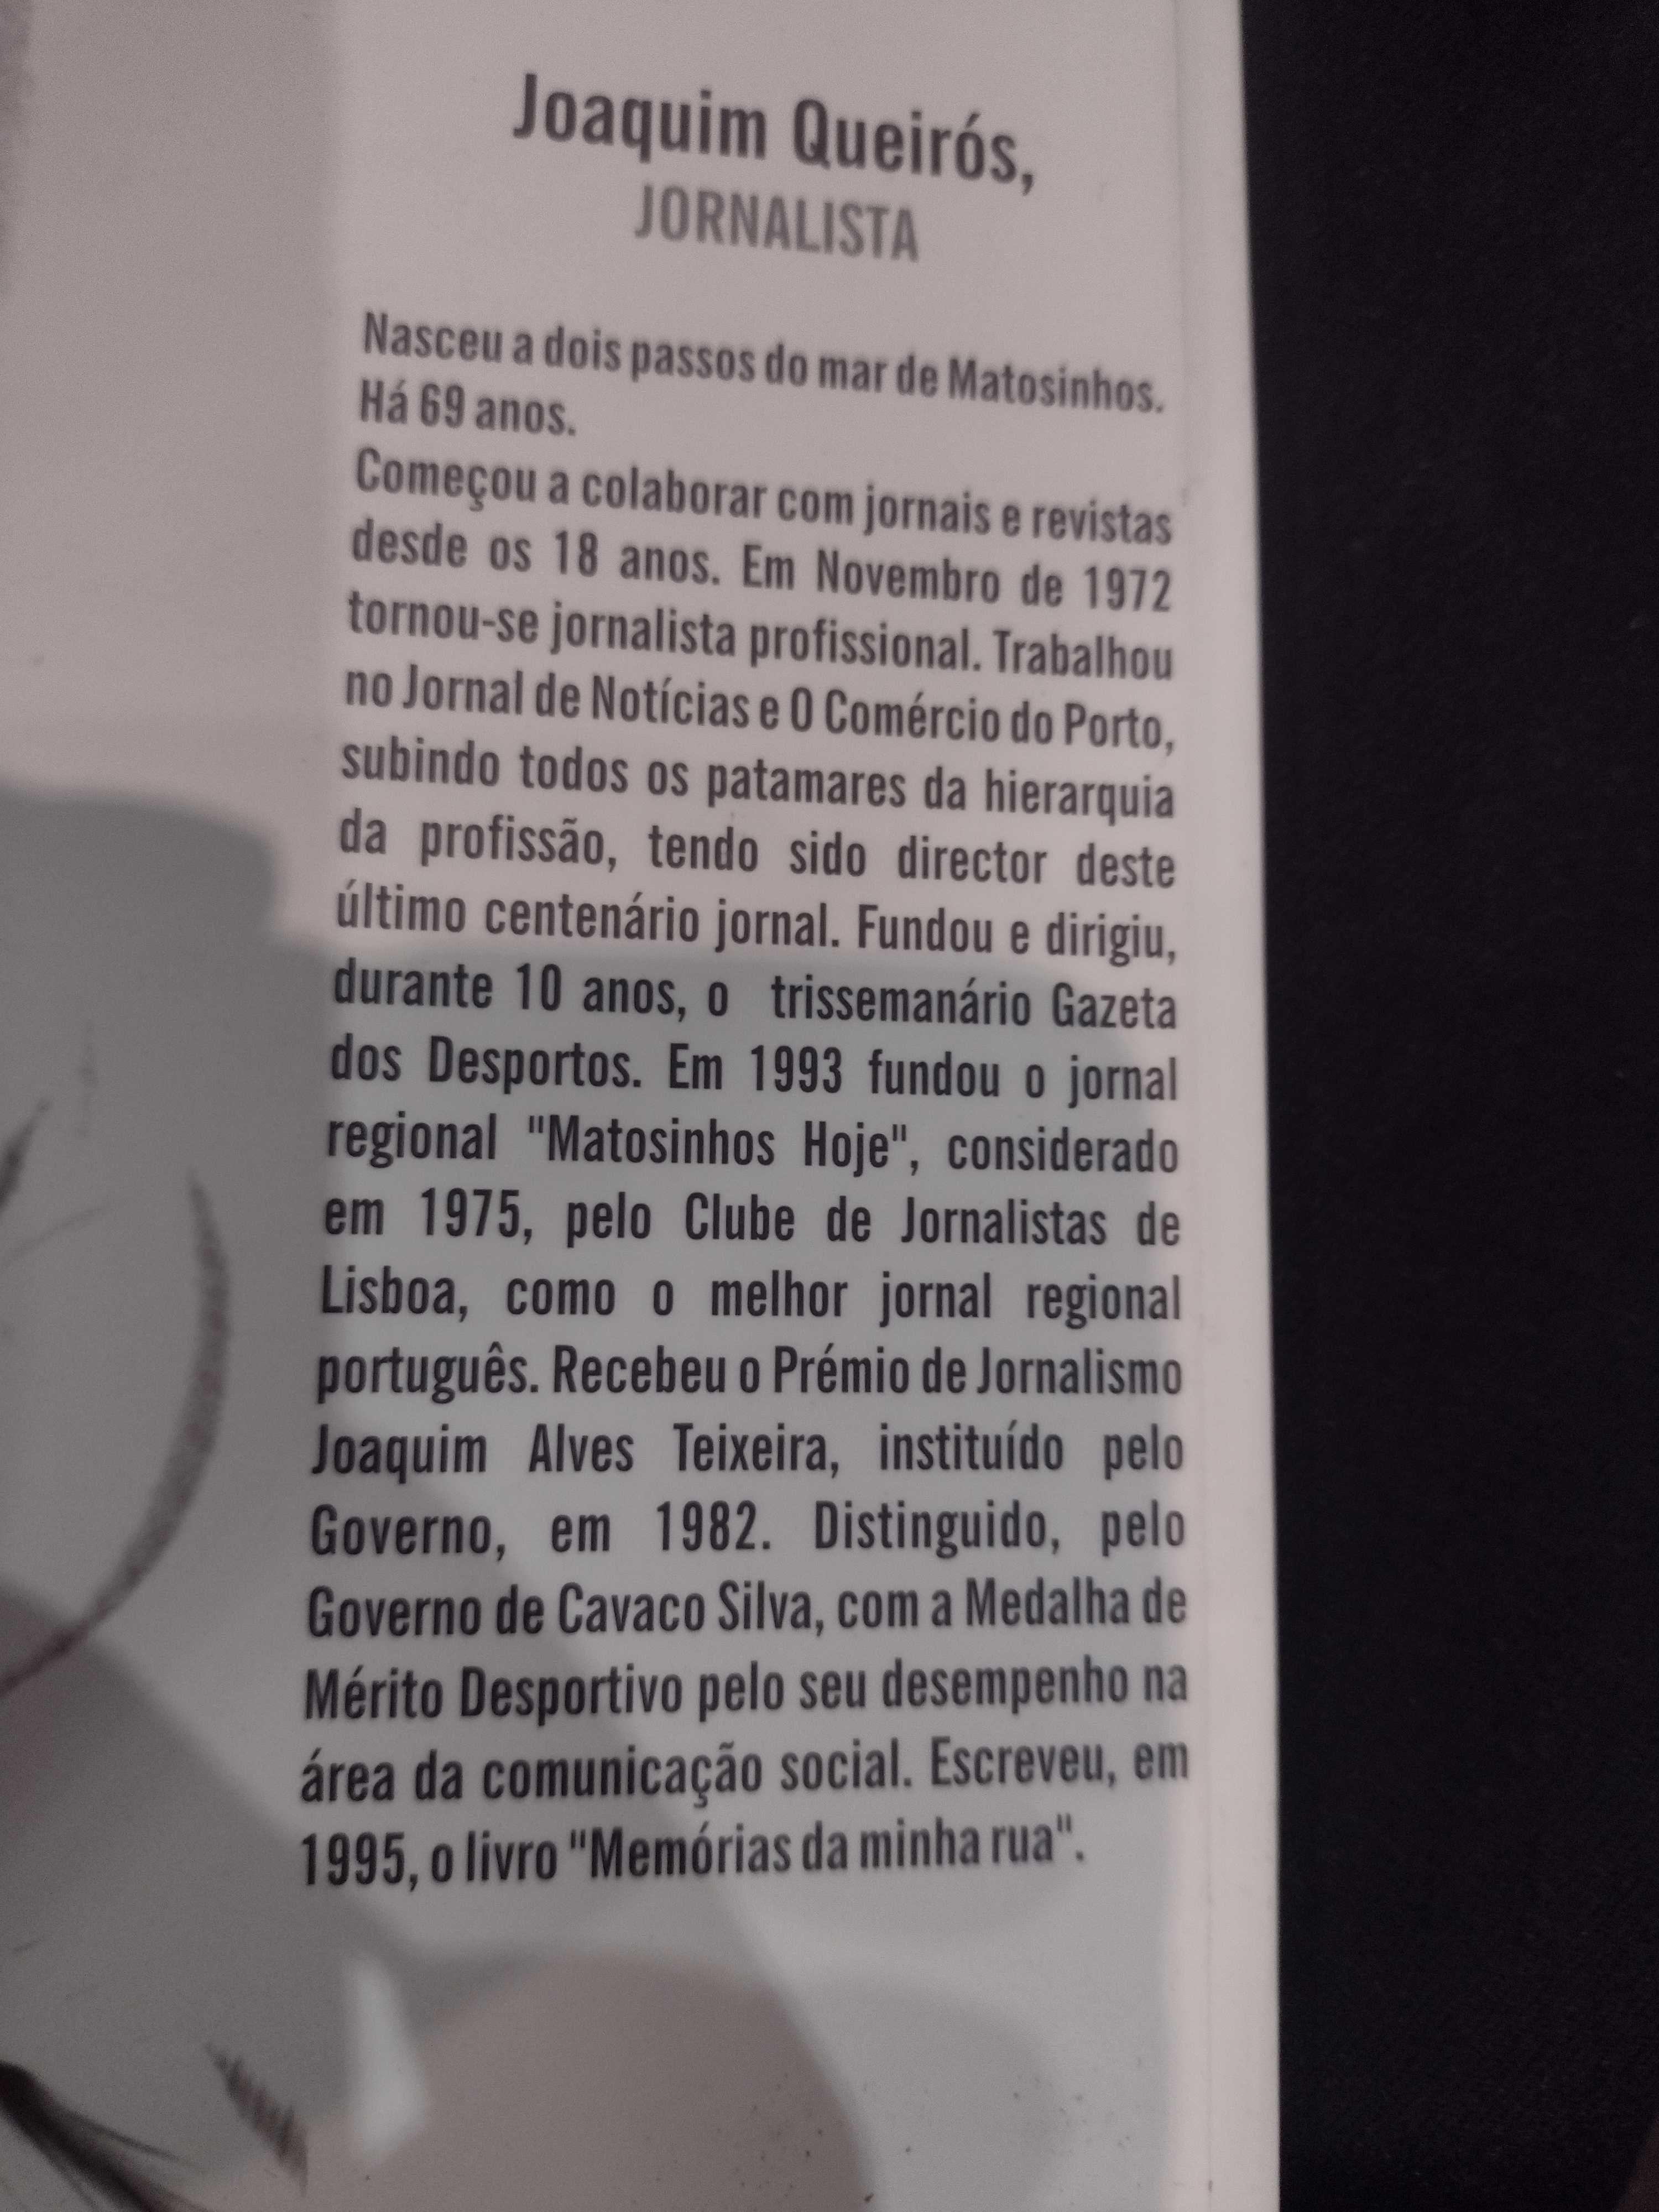 Joaquim Queirós,
JORNALISTA
Nasceu a dois passos do mar de Matosinhos.
Há 69 anos.
Começou a colaborar com jornais e revistas
desde os 18 anos. Em Novembro de 1972
tornou-se jornalista profissional. Trabalhou
no Jornal de Notícias e O Comércio do Porto,
subindo todos os patamares da hierarquia
da profissão, tendo sido director deste
último centenário jornal. Fundou e dirigiu,
durante 10 anos, o trissemanário Gazeta
dos Desportos. Em 1993 fundou o jornal
regional "Matosinhos Hoje", considerado
em 1975, pelo Clube de Jornalistas de
Lisboa, como o melhor jornal regional
português. Recebeu o Prémio de Jornalismo
Joaquim Alves Teixeira, instituído pelo
Governo, em 1982. Distinguido, pelo
Governo de Cavaco Silva, com a Medalha de
Mérito Desportivo pelo seu desempenho na
área da comunicação social. Escreveu, em
1995, o livro "Memórias da minha rua".